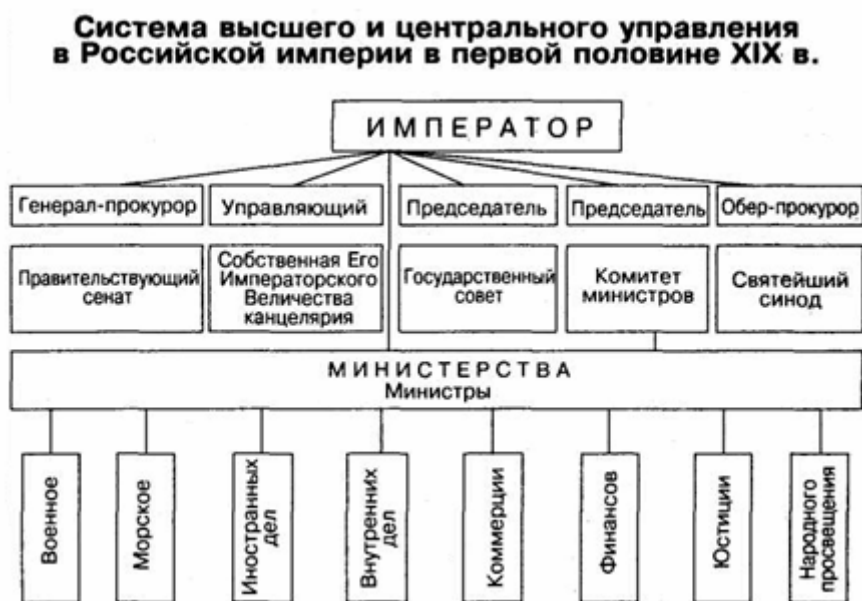 Система высшего и центрального управления
в Российской империи в первой половине XIX в.
ИМПЕРАТОР
Генерал-прокурор
Управляющий
Председатель
Председатель
Обер-прокурор
Правительствующий
сенат
Собственная Его
Императорского
Величества
канцелярия
Государственный
совет
Комитет
министров
Святейший
синод
МИНИСТЕРСТВА
Министры
Военное
Морское
Иностранных
дел
Внутренних
дел
Коммерции
Финансов
Юстиции
Народного
просвещения